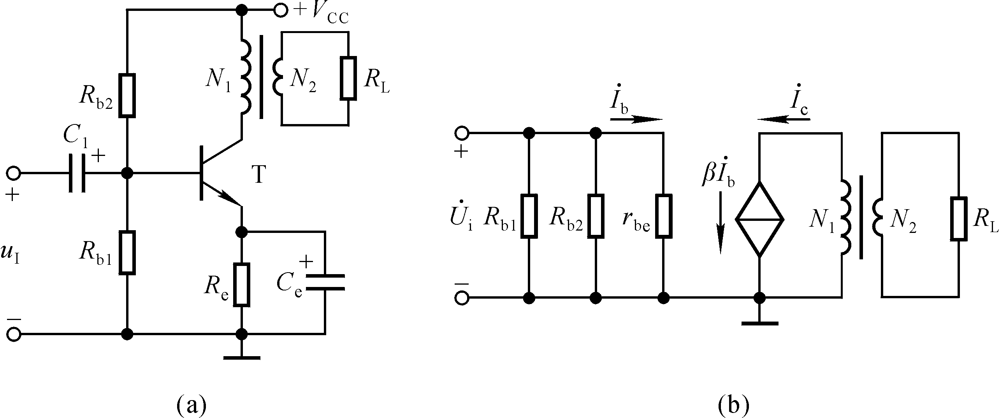 +V_CC
N_1
N_2
R_L
R_b2
C_1
+
T
+
u_I
R_b1
R_e
+
C_e
−
(a)
İ_b
İ_c
+
βİ_b
U̇_i
R_b1
R_b2
r_be
N_1
N_2
R_L
−
(b)